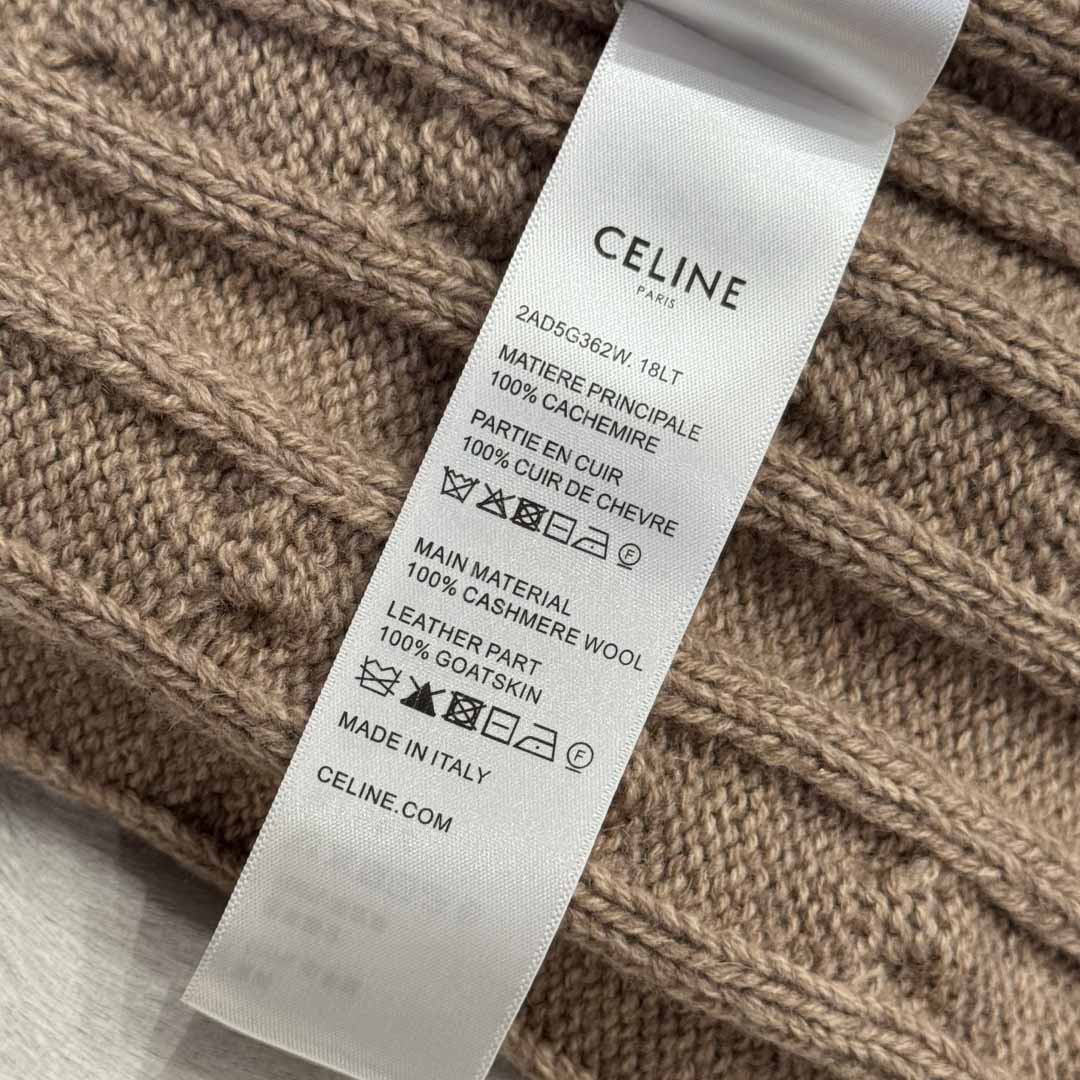 CELINE
PARIS
2AD5G362W. 18LT
MATIERE PRINCIPALE
100% CACHEMIRE
PARTIE EN CUIR
100% CUIR DE CHEVRE
F
MAIN MATERIAL
100% CASHMERE WOOL
LEATHER PART
100% GOATSKIN
F
MADE IN ITALY
CELINE.COM